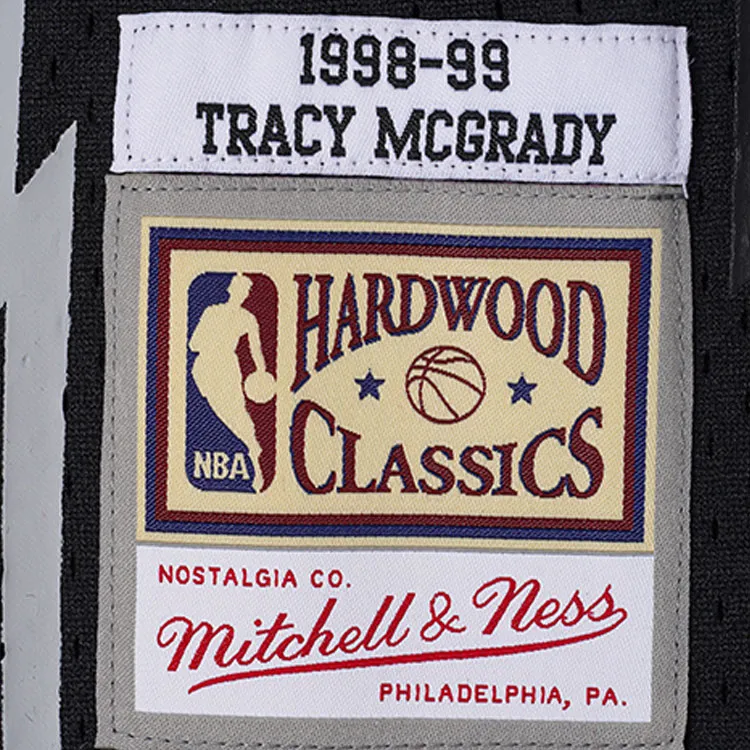 1998-99
TRACY MCGRADY
HARDWOOD
CLASSICS
NBA
NOSTALGIA CO.
Mitchell & Ness
PHILADELPHIA, PA.